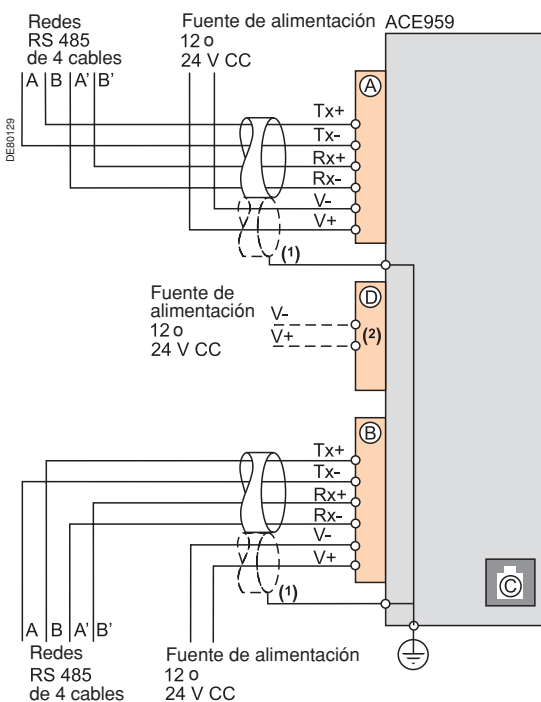 Redes
RS 485
de 4 cables
Fuente de alimentación
12 o
24 V CC
ACE959
A B A' B'
DE80129
A
Tx+
Tx-
Rx+
Rx-
V-
V+
(1)
Fuente de
alimentación
12 o
24 V CC
V-
V+
D
(2)
B
Tx+
Tx-
Rx+
Rx-
V-
V+
(1)
C
A B A' B'
Redes
RS 485
de 4 cables
Fuente de alimentación
12 o
24 V CC